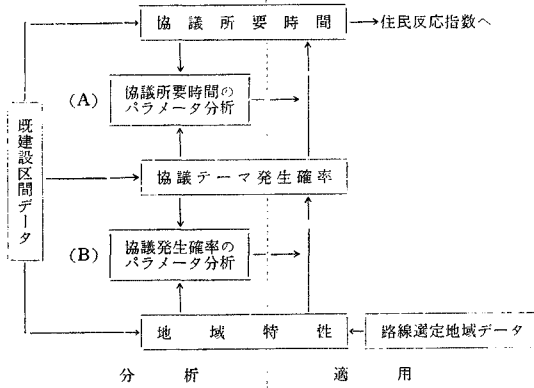 協議所要時間
住民反応指数へ
(A)
協議所要時間の
パラメータ分析
既建設区間データ
協議テーマ発生確率
(B)
協議発生確率の
パラメータ分析
地域特性
路線選定地域データ
分析
適用